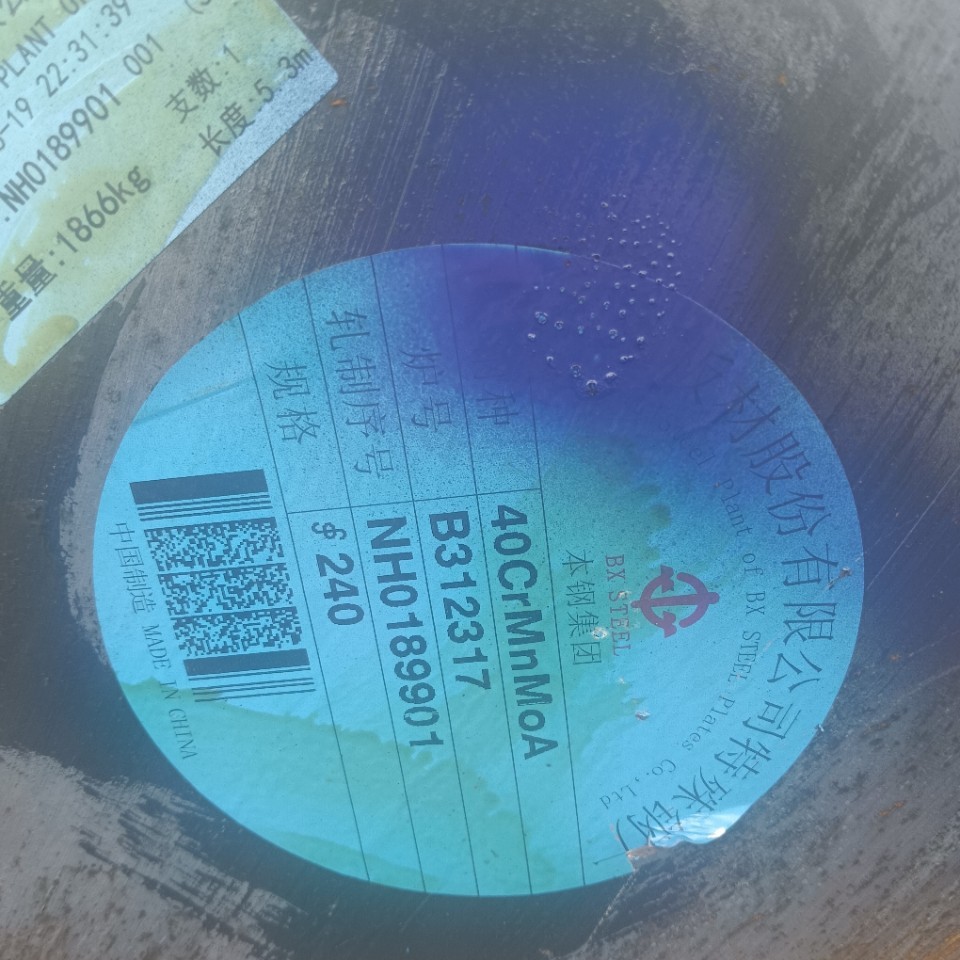 PLANT
-19 22:31:39
NH0189901 001
支数:1
重量:1866kg
长度:5.3m
材股份有限公司特殊钢厂
Plant of BX STEEL Plates Co.,Ltd
BX STEEL
本钢集团
种 40CrMnMoA
炉号 B312317
轧制序号 NH0189901
规格 $ 240
中国制造 MADE IN CHINA